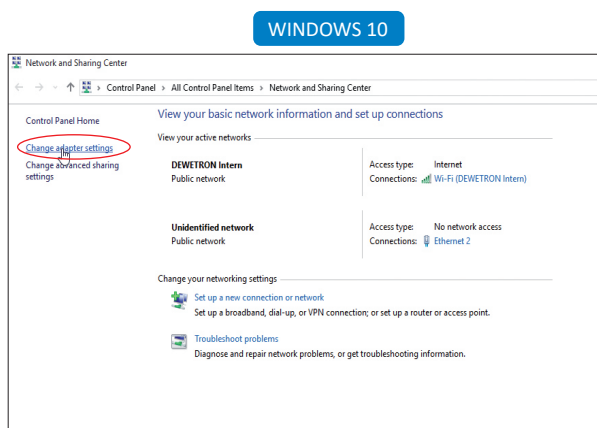 WINDOWS 10
Network and Sharing Center
Control Panel > All Control Panel Items > Network and Sharing Center
Control Panel Home
Change adapter settings
Change advanced sharing
settings
View your basic network information and set up connections
View your active networks
DEWETRON Intern
Public network
Access type: Internet
Connections: Wi-Fi (DEWETRON Intern)
Unidentified network
Public network
Access type: No network access
Connections: Ethernet 2
Change your networking settings
Set up a new connection or network
Set up a broadband, dial-up, or VPN connection; or set up a router or access point.
Troubleshoot problems
Diagnose and repair network problems, or get troubleshooting information.